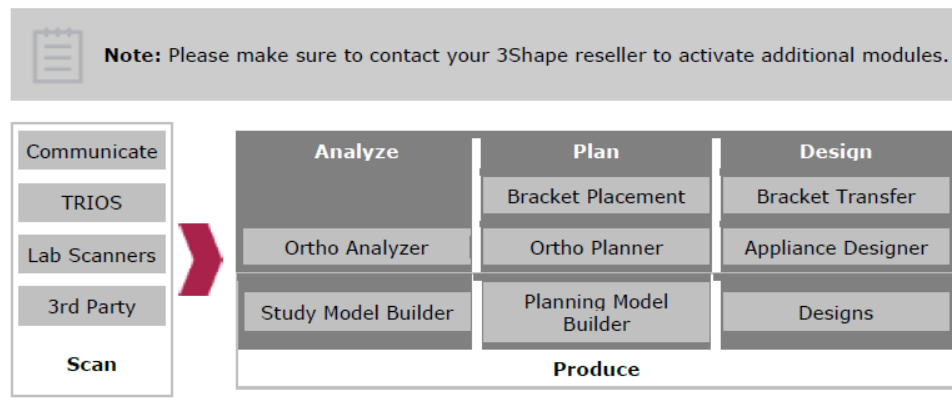 Note: Please make sure to contact your 3Shape reseller to activate additional modules.
Communicate
TRIOS
Lab Scanners
3rd Party
Scan
Analyze
Plan
Design
Bracket Placement
Bracket Transfer
Ortho Analyzer
Ortho Planner
Appliance Designer
Study Model Builder
Planning Model
Builder
Designs
Produce